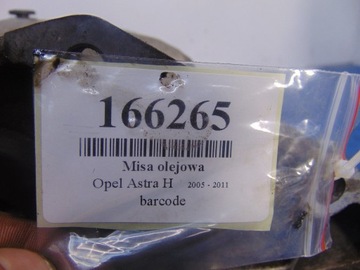 166265
Misa olejowa
Opel Astra H 2005 - 2011
barcode